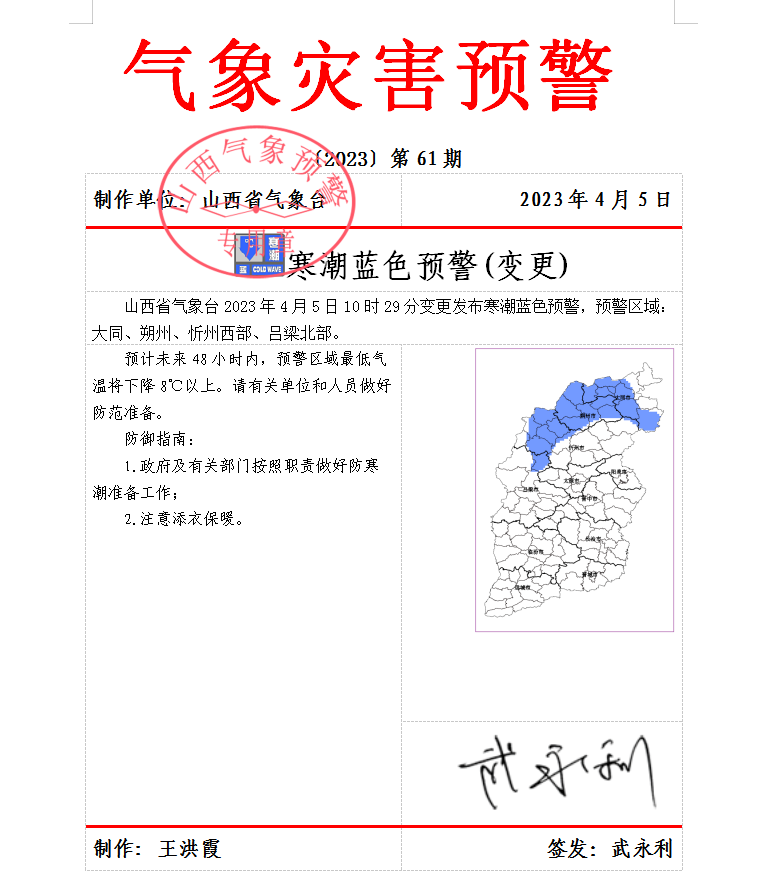 气象灾害预警
〔2023〕第 61 期
山西气象预警
专用章
制作单位：山西省气象台
2023 年 4 月 5 日
℃ 寒潮
蓝 COLD WAVE
寒潮蓝色预警(变更)
山西省气象台 2023 年 4 月 5 日 10 时 29 分变更发布寒潮蓝色预警，预警区域：
大同、朔州、忻州西部、吕梁北部。
预计未来 48 小时内，预警区域最低气
温将下降 8℃以上。请有关单位和人员做好
防范准备。
防御指南：
1.政府及有关部门按照职责做好防寒
潮准备工作；
2.注意添衣保暖。
大同市
朔州市
忻州市
阳泉市
太原市
吕梁市
晋中市
长治市
临汾市
晋城市
运城市
武永利
制作： 王洪霞
签发：武永利